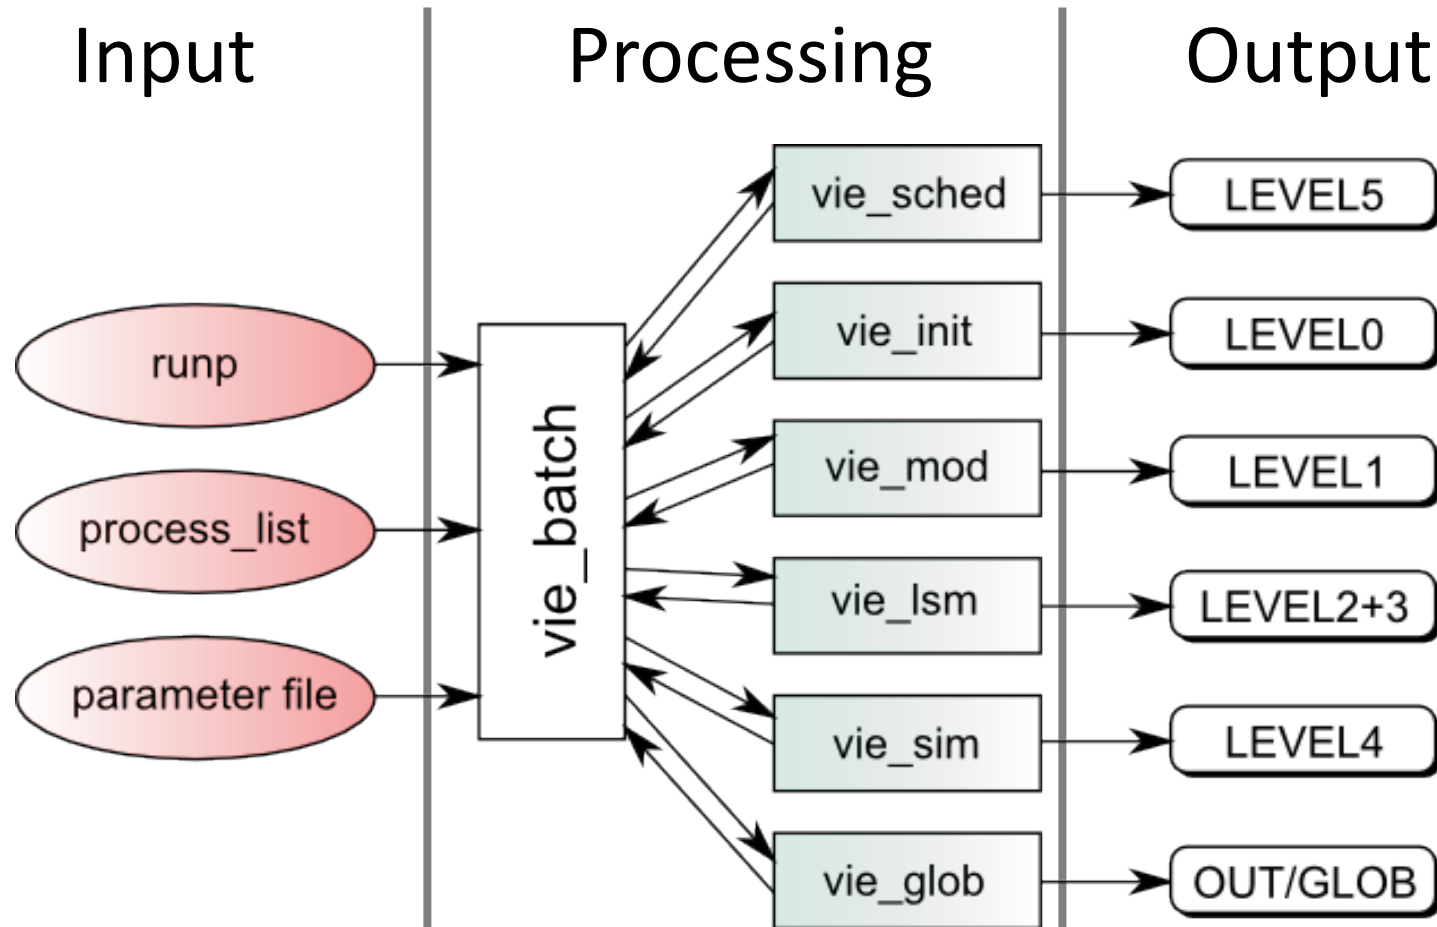 Input
Processing
Output
runp
process_list
parameter file
vie_batch
vie_sched
vie_init
vie_mod
vie_lsm
vie_sim
vie_glob
LEVEL5
LEVEL0
LEVEL1
LEVEL2+3
LEVEL4
OUT/GLOB